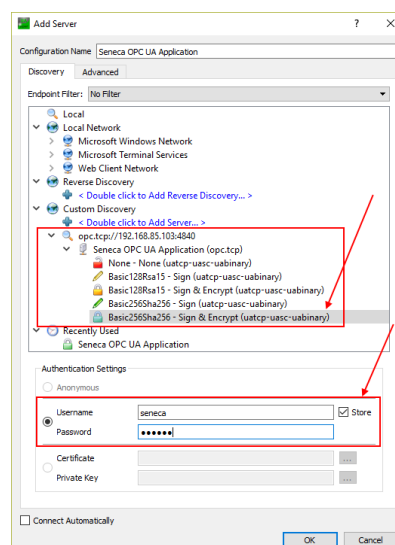 Add Server
Configuration Name Seneca OPC UA Application
Discovery Advanced
Endpoint Filter: No Filter
Local
Local Network
Microsoft Windows Network
Microsoft Terminal Services
Web Client Network
Reverse Discovery
< Double click to Add Reverse Discovery... >
Custom Discovery
< Double click to Add Server... >
opc.tcp://192.168.85.103:4840
Seneca OPC UA Application (opc.tcp)
None - None (uatcp-uasc-uabinary)
Basic128Rsa15 - Sign (uatcp-uasc-uabinary)
Basic128Rsa15 - Sign & Encrypt (uatcp-uasc-uabinary)
Basic256Sha256 - Sign (uatcp-uasc-uabinary)
Basic256Sha256 - Sign & Encrypt (uatcp-uasc-uabinary)
Recently Used
Seneca OPC UA Application
Authentication Settings
Anonymous
Username seneca Store
Password ●●●●●●
Certificate ...
Private Key ...
Connect Automatically
OK Cancel